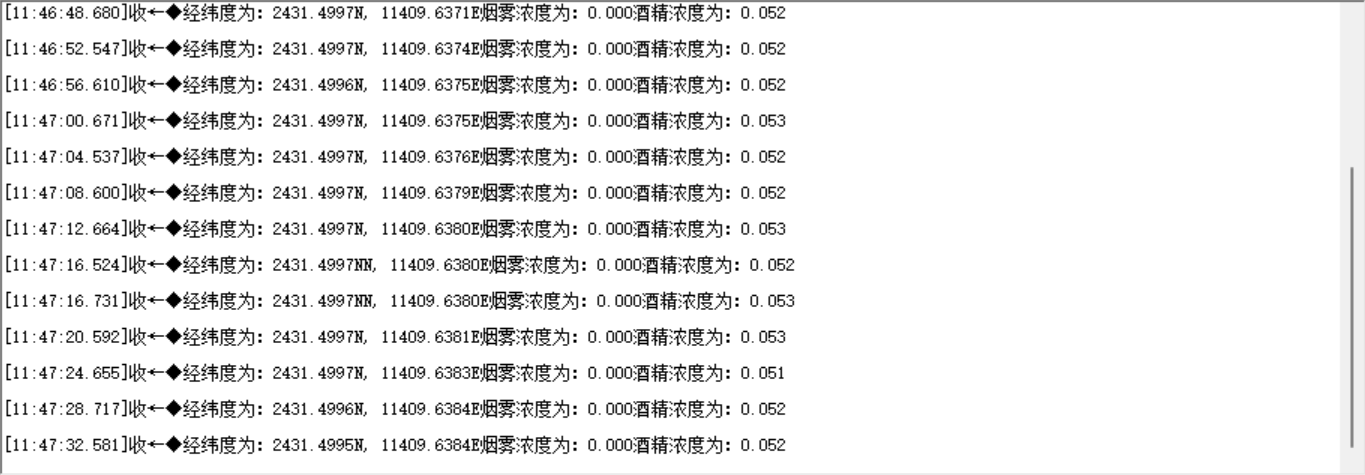 [11:46:48.680]收←◆经纬度为: 2431.4997N, 11409.6371E烟雾浓度为: 0.000酒精浓度为: 0.052
[11:46:52.547]收←◆经纬度为: 2431.4997N, 11409.6374E烟雾浓度为: 0.000酒精浓度为: 0.052
[11:46:56.610]收←◆经纬度为: 2431.4996N, 11409.6375E烟雾浓度为: 0.000酒精浓度为: 0.052
[11:47:00.671]收←◆经纬度为: 2431.4997N, 11409.6375E烟雾浓度为: 0.000酒精浓度为: 0.053
[11:47:04.537]收←◆经纬度为: 2431.4997N, 11409.6376E烟雾浓度为: 0.000酒精浓度为: 0.052
[11:47:08.600]收←◆经纬度为: 2431.4997N, 11409.6379E烟雾浓度为: 0.000酒精浓度为: 0.052
[11:47:12.664]收←◆经纬度为: 2431.4997N, 11409.6380E烟雾浓度为: 0.000酒精浓度为: 0.053
[11:47:16.524]收←◆经纬度为: 2431.4997NN, 11409.6380E烟雾浓度为: 0.000酒精浓度为: 0.052
[11:47:16.731]收←◆经纬度为: 2431.4997NN, 11409.6380E烟雾浓度为: 0.000酒精浓度为: 0.053
[11:47:20.592]收←◆经纬度为: 2431.4997N, 11409.6381E烟雾浓度为: 0.000酒精浓度为: 0.053
[11:47:24.655]收←◆经纬度为: 2431.4997N, 11409.6383E烟雾浓度为: 0.000酒精浓度为: 0.051
[11:47:28.717]收←◆经纬度为: 2431.4996N, 11409.6384E烟雾浓度为: 0.000酒精浓度为: 0.052
[11:47:32.581]收←◆经纬度为: 2431.4995N, 11409.6384E烟雾浓度为: 0.000酒精浓度为: 0.052